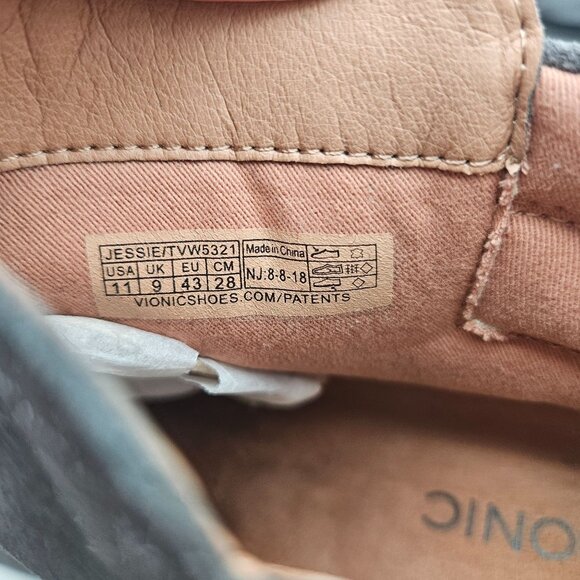 JESSIE/TVW5321 Made in China
USA UK EU CM
11 9 43 28 NJ:8-8-18
VIONICSHOES.COM/PATENTS
IONIC